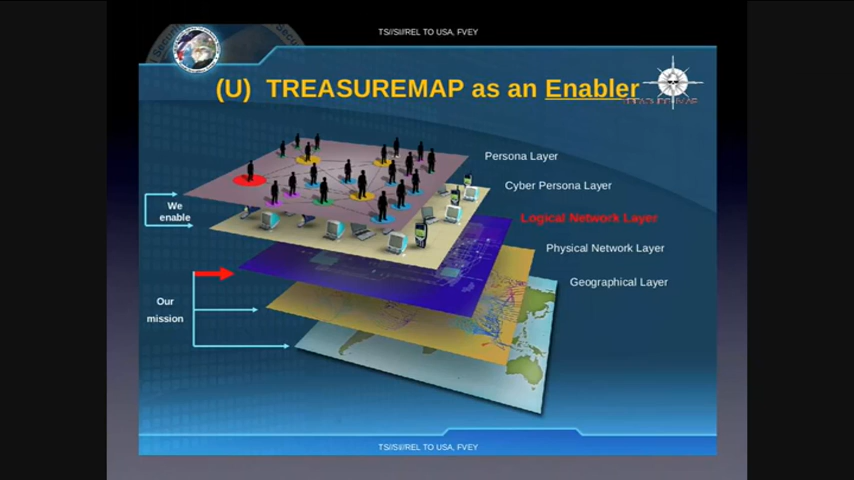 TS//SI//REL TO USA, FVEY
(U) TREASUREMAP as an Enabler
TREASUREMAP
Persona Layer
Cyber Persona Layer
Logical Network Layer
Physical Network Layer
Geographical Layer
We
enable
Our
mission
TS//SI//REL TO USA, FVEY